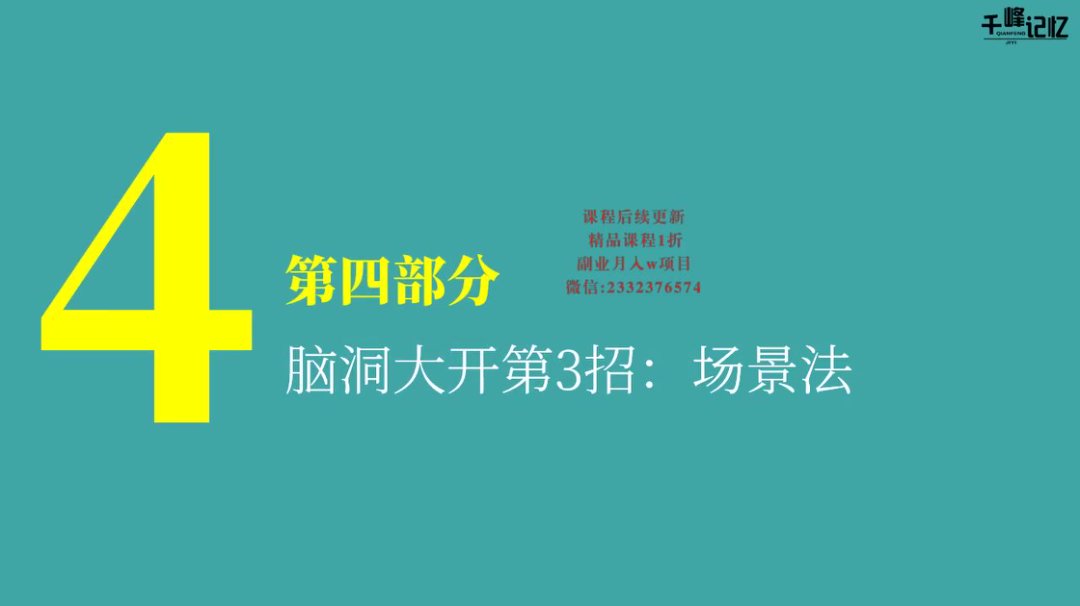 千峰记忆
QIANFENG
JIYI
4
课程后续更新
精品课程1折
副业月入w项目
微信:2332376574
第四部分
脑洞大开第3招：场景法